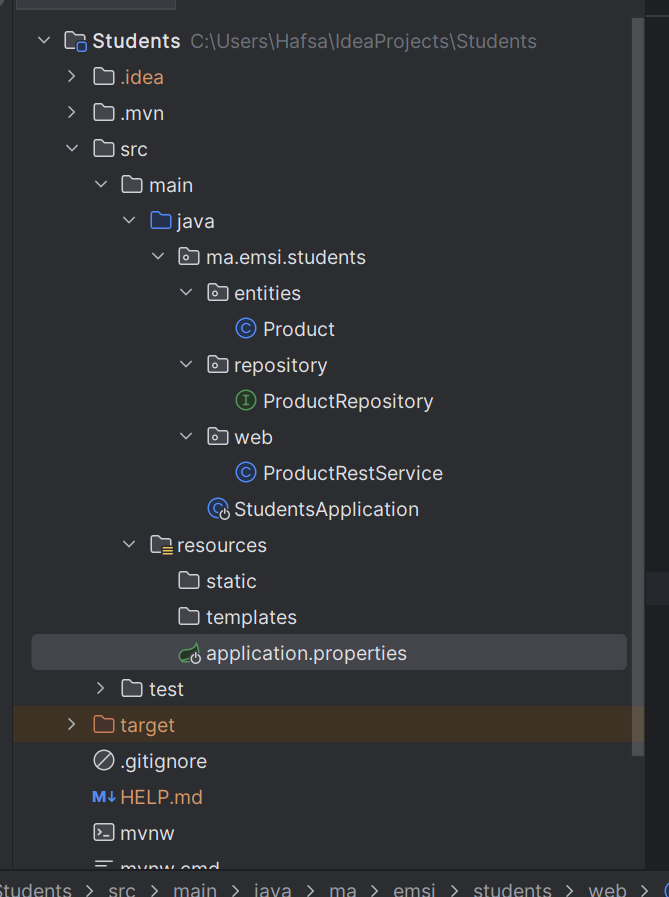 Students C:\Users\Hafsa\IdeaProjects\Students
.idea
.mvn
src
main
java
ma.emsi.students
entities
Product
repository
ProductRepository
web
ProductRestService
StudentsApplication
resources
static
templates
application.properties
test
target
.gitignore
HELP.md
mvnw
mvnw.cmd
Students > src > main > java > ma > emsi > students > web >